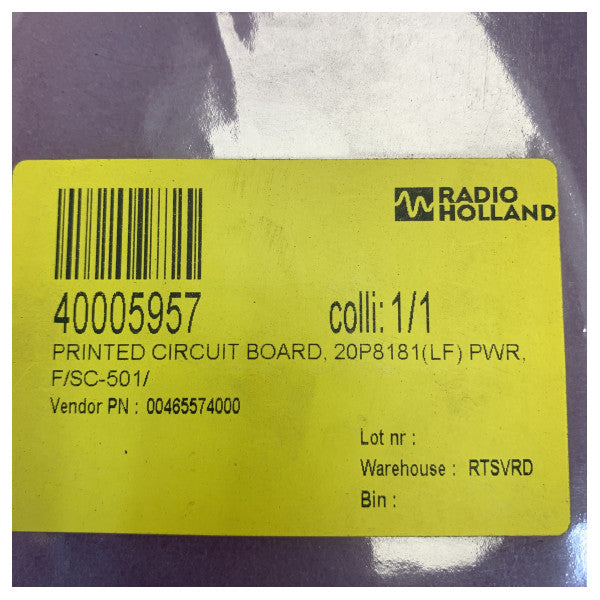 RADIO
HOLLAND
40005957 colli: 1/1
PRINTED CIRCUIT BOARD, 20P8181(LF) PWR,
F/SC-501/
Vendor PN : 00465574000
Lot nr :
Warehouse : RTSVRD
Bin :